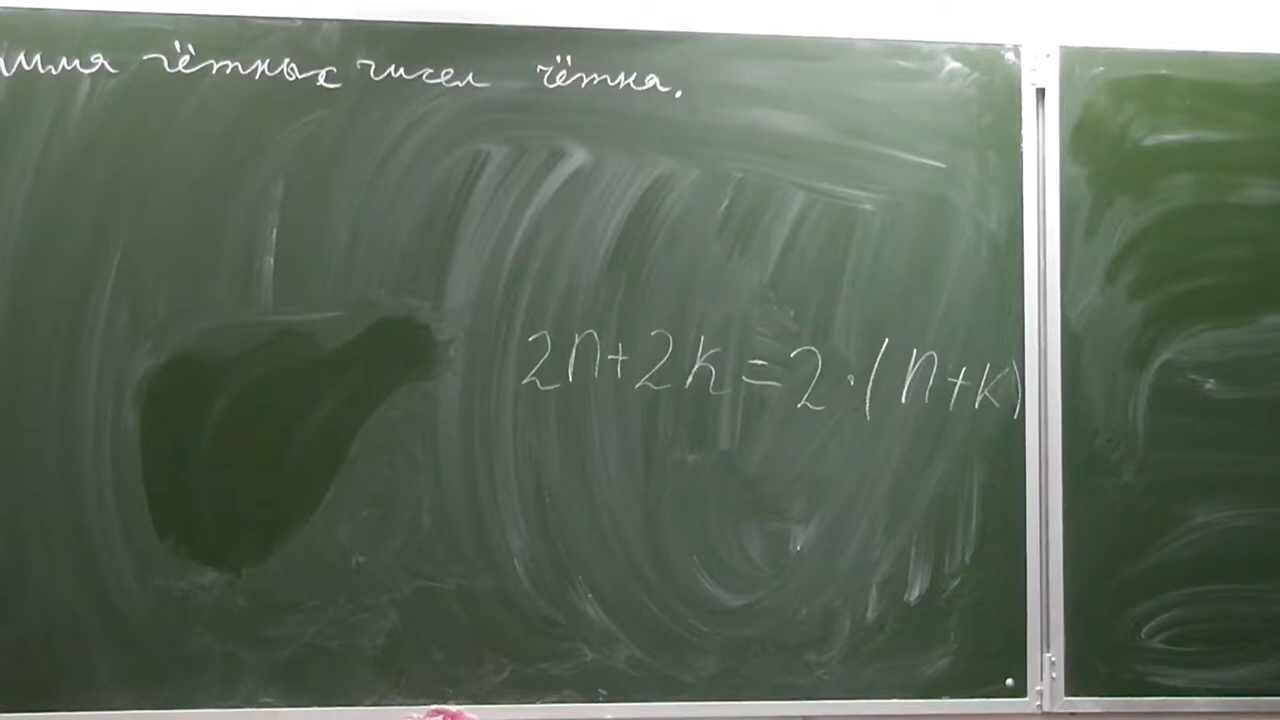 чётных чисел чётна.
2n+2k=2·(n+k)